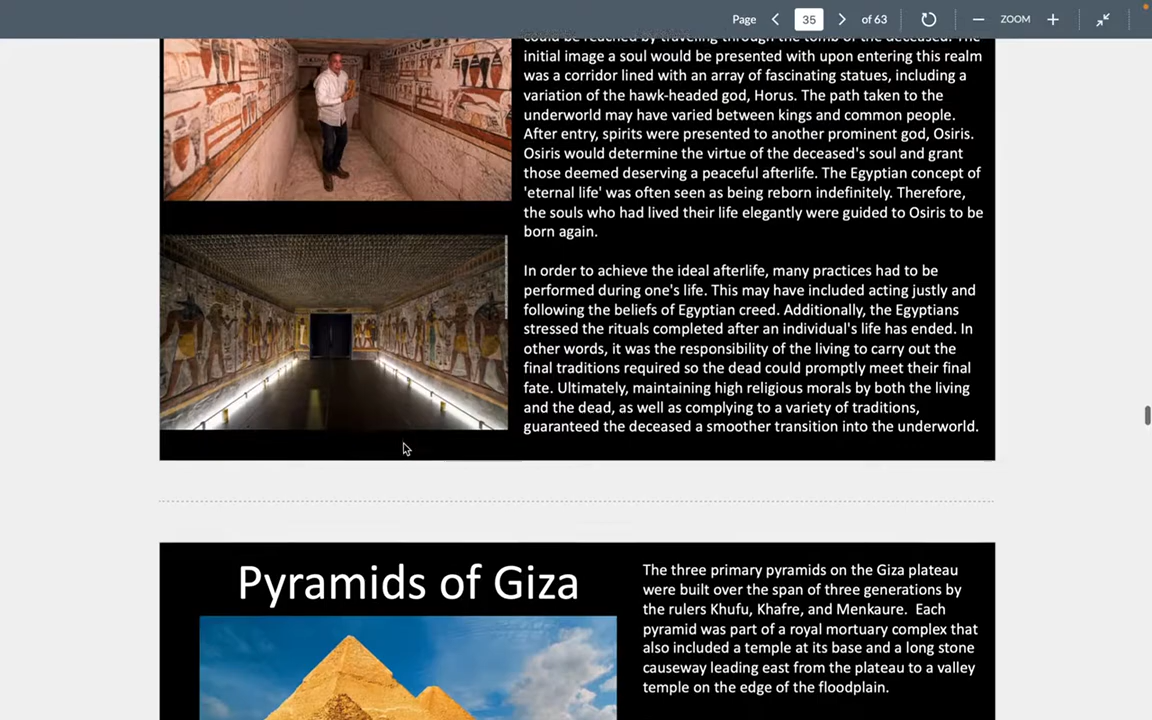 Page 35 of 63 ZOOM
could be reached by traveling through the tomb of the deceased. The
initial image a soul would be presented with upon entering this realm
was a corridor lined with an array of fascinating statues, including a
variation of the hawk-headed god, Horus. The path taken to the
underworld may have varied between kings and common people.
After entry, spirits were presented to another prominent god, Osiris.
Osiris would determine the virtue of the deceased's soul and grant
those deemed deserving a peaceful afterlife. The Egyptian concept of
'eternal life' was often seen as being reborn indefinitely. Therefore,
the souls who had lived their life elegantly were guided to Osiris to be
born again.
In order to achieve the ideal afterlife, many practices had to be
performed during one's life. This may have included acting justly and
following the beliefs of Egyptian creed. Additionally, the Egyptians
stressed the rituals completed after an individual's life has ended. In
other words, it was the responsibility of the living to carry out the
final traditions required so the dead could promptly meet their final
fate. Ultimately, maintaining high religious morals by both the living
and the dead, as well as complying to a variety of traditions,
guaranteed the deceased a smoother transition into the underworld.
Pyramids of Giza
The three primary pyramids on the Giza plateau
were built over the span of three generations by
the rulers Khufu, Khafre, and Menkaure. Each
pyramid was part of a royal mortuary complex that
also included a temple at its base and a long stone
causeway leading east from the plateau to a valley
temple on the edge of the floodplain.